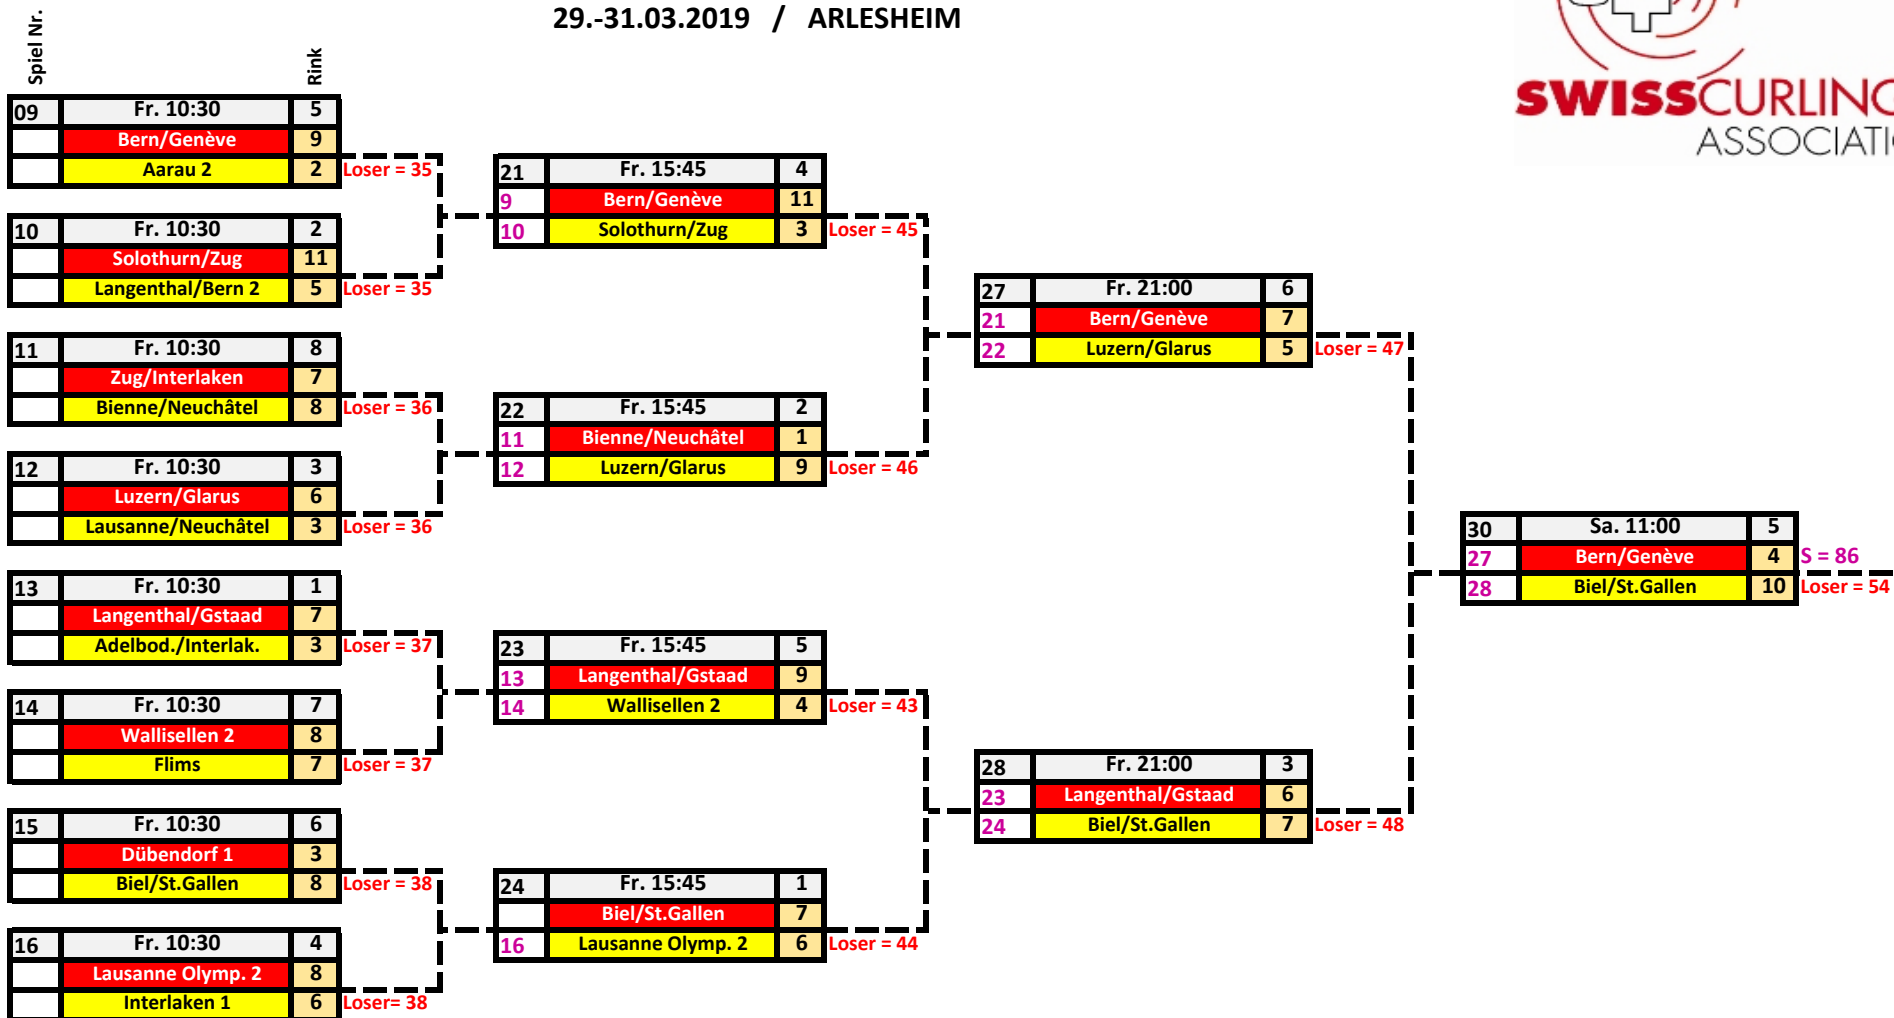 29.-31.03.2019 / ARLESHEIM
SWISSCURLING
Spiel Nr.
Rink
09 Fr. 10:30 5
Bern/Genève 9
Aarau 2 2 Loser = 35
10 Fr. 10:30 2
Solothurn/Zug 11
Langenthal/Bern 2 5 Loser = 35
11 Fr. 10:30 8
Zug/Interlaken 7
Bienne/Neuchâtel 8 Loser = 36
12 Fr. 10:30 3
Luzern/Glarus 6
Lausanne/Neuchâtel 3 Loser = 36
13 Fr. 10:30 1
Langenthal/Gstaad 7
Adelbod./Interlak. 3 Loser = 37
14 Fr. 10:30 7
Wallisellen 2 8
Flims 7 Loser = 37
15 Fr. 10:30 6
Dübendorf 1 3
Biel/St.Gallen 8 Loser = 38
16 Fr. 10:30 4
Lausanne Olymp. 2 8
Interlaken 1 6 Loser= 38
21 Fr. 15:45 4
9 Bern/Genève 11
10 Solothurn/Zug 3 Loser = 45
22 Fr. 15:45 2
11 Bienne/Neuchâtel 1
12 Luzern/Glarus 9 Loser = 46
23 Fr. 15:45 5
13 Langenthal/Gstaad 9
14 Wallisellen 2 4 Loser = 43
24 Fr. 15:45 1
Biel/St.Gallen 7
16 Lausanne Olymp. 2 6 Loser = 44
27 Fr. 21:00 6
21 Bern/Genève 7
22 Luzern/Glarus 5 Loser = 47
28 Fr. 21:00 3
23 Langenthal/Gstaad 6
24 Biel/St.Gallen 7 Loser = 48
30 Sa. 11:00 5
27 Bern/Genève 4 S = 86
28 Biel/St.Gallen 10 Loser = 54